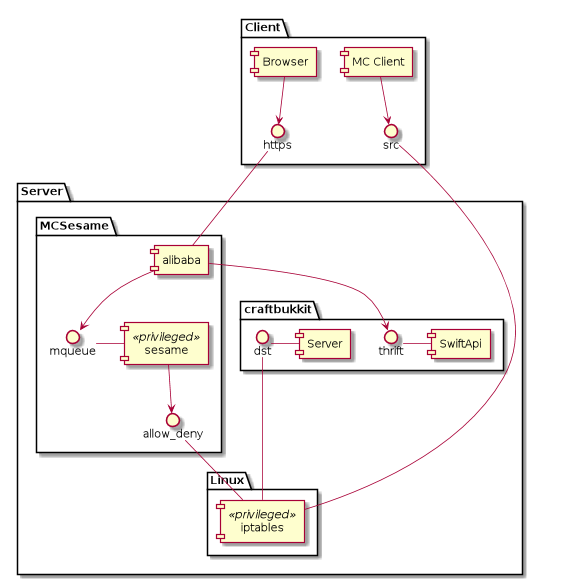 Client
Browser
MC Client
https
src
Server
MCSesame
alibaba
craftbukkit
mqueue
«privileged»
sesame
dst
Server
thrift
SwiftApi
allow_deny
Linux
«privileged»
iptables